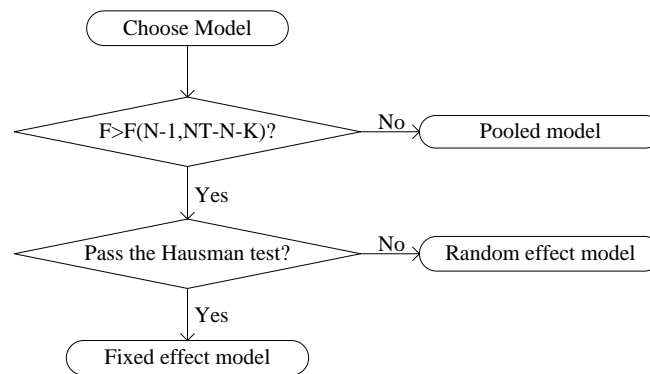 Choose Model
F>F(N-1,NT-N-K)?
No
Pooled model
Yes
Pass the Hausman test?
No
Random effect model
Yes
Fixed effect model